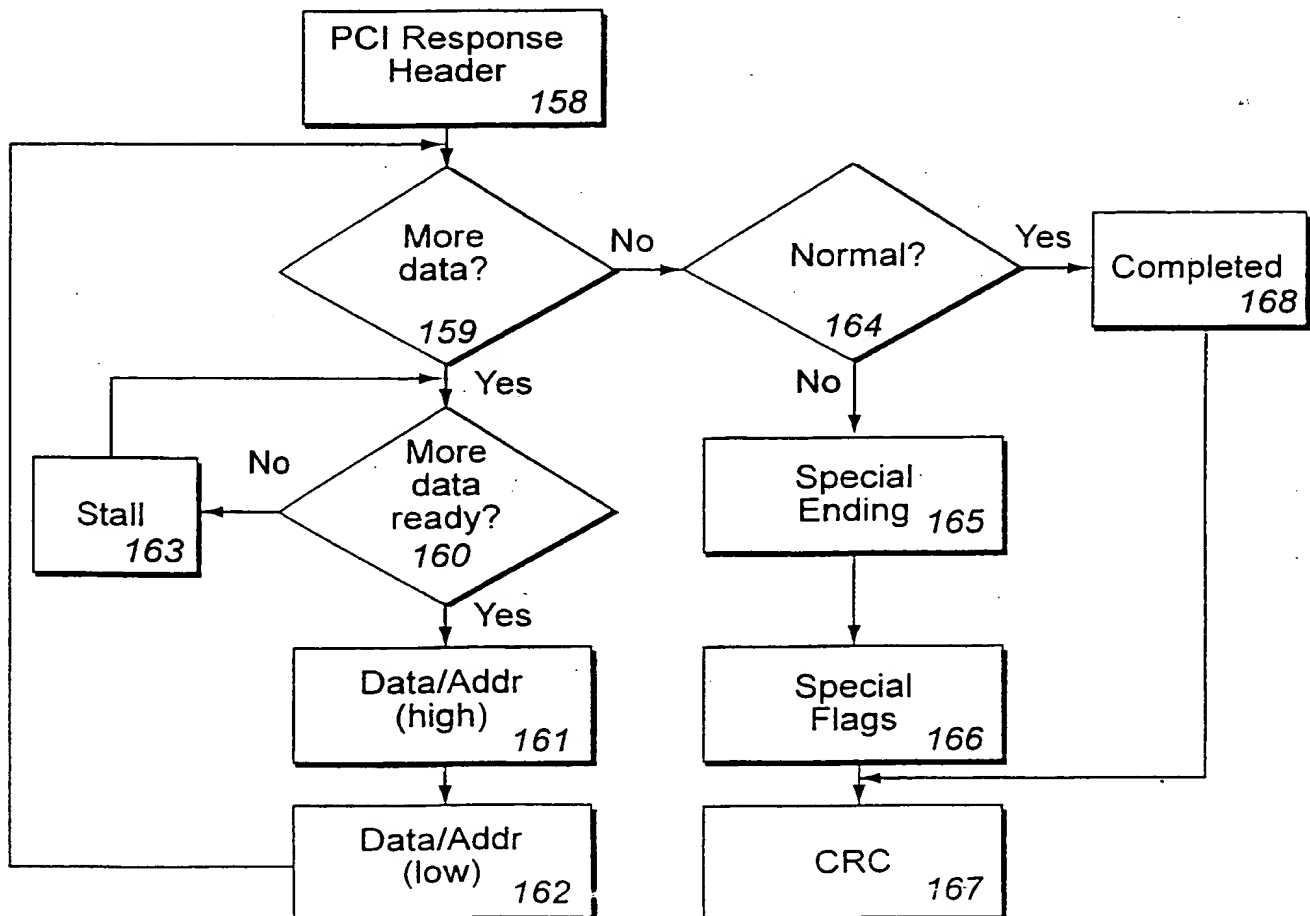 PCI Response
Header
158
More
data?
159
No
Normal?
164
Yes
Completed
168
Yes
No
More
data
ready?
160
No
Stall
163
Special
Ending
165
Yes
Data/Addr
(high)
161
Special
Flags
166
Data/Addr
(low)
162
CRC
167